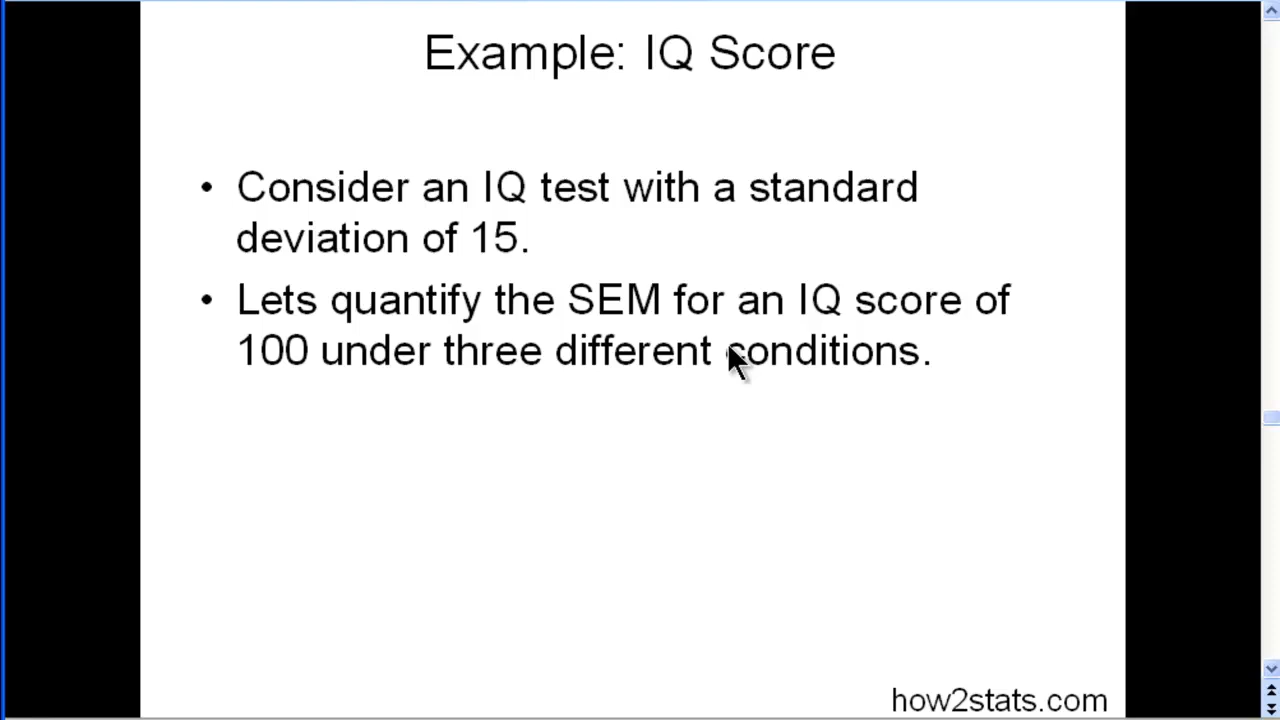 Example: IQ Score
• Consider an IQ test with a standard
deviation of 15.
• Lets quantify the SEM for an IQ score of
100 under three different conditions.
how2stats.com